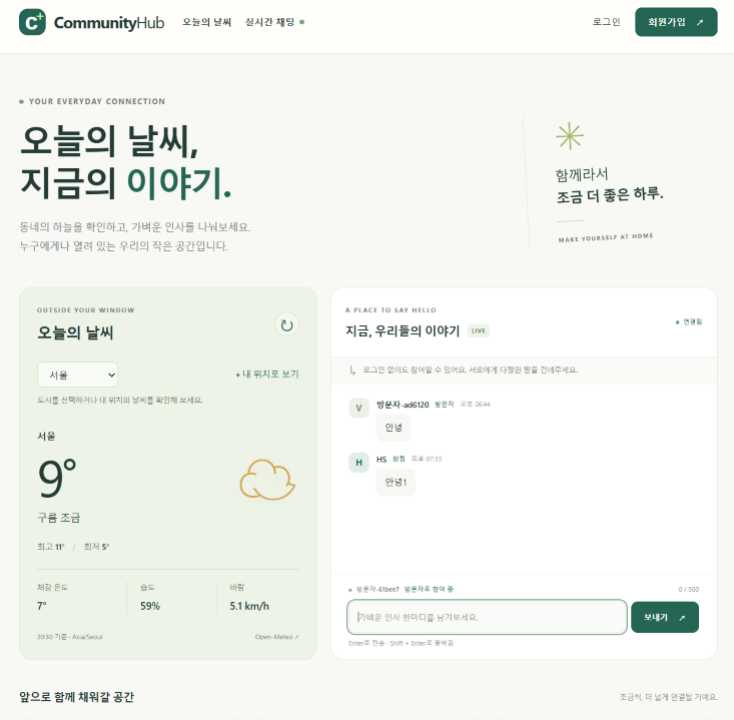 C+ CommunityHub 오늘의 날씨 실시간 채팅 로그인 회원가입 ↗
YOUR EVERYDAY CONNECTION
오늘의 날씨,
지금의 이야기.
동네의 하늘을 확인하고, 가벼운 인사를 나눠보세요.
누구에게나 열려 있는 우리의 작은 공간입니다.
함께라서
조금 더 좋은 하루.
MAKE YOURSELF AT HOME
OUTSIDE YOUR WINDOW
오늘의 날씨
서울
내 위치로 보기
도시를 선택하거나 내 위치의 날씨를 확인해 보세요.
서울
9°
구름 조금
최고 11° / 최저 5°
체감 온도 습도 바람
7° 59% 5.1 km/h
20:30 기준 · Asia/Seoul Open-Meteo ↗
A PLACE TO SAY HELLO
지금, 우리들의 이야기 LIVE
연결됨
로그인 없이도 참여할 수 있어요. 서로에게 다정한 말을 건네주세요.
V 방문자-ad6120 방문자 오후 06:44
안녕
H HS 회원 오후 07:33
안녕1
방문자-61bee7 방문자로 참여 중 0 / 500
가벼운 인사 한마디를 남겨보세요.
보내기 ↗
Enter로 전송 · Shift + Enter로 줄바꿈
앞으로 함께 채워갈 공간
조금씩, 더 넓게 연결될 거예요.